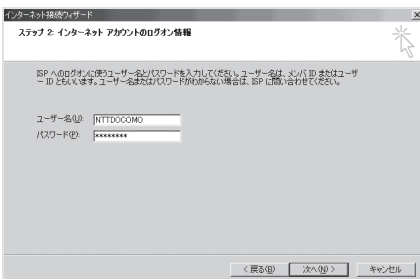 インターネット接続ウィザード
ステップ 2: インターネット アカウントのログオン情報
ISP へのログオンに使うユーザー名とパスワードを入力してください。ユーザー名は、メンバ ID またはユーザ
ー ID ともいいます。ユーザー名またはパスワードがわからない場合は、ISP に問い合わせてください。
ユーザー名(U): NTTDOCOMO
パスワード(P): ********
< 戻る(B) 次へ(N) > キャンセル